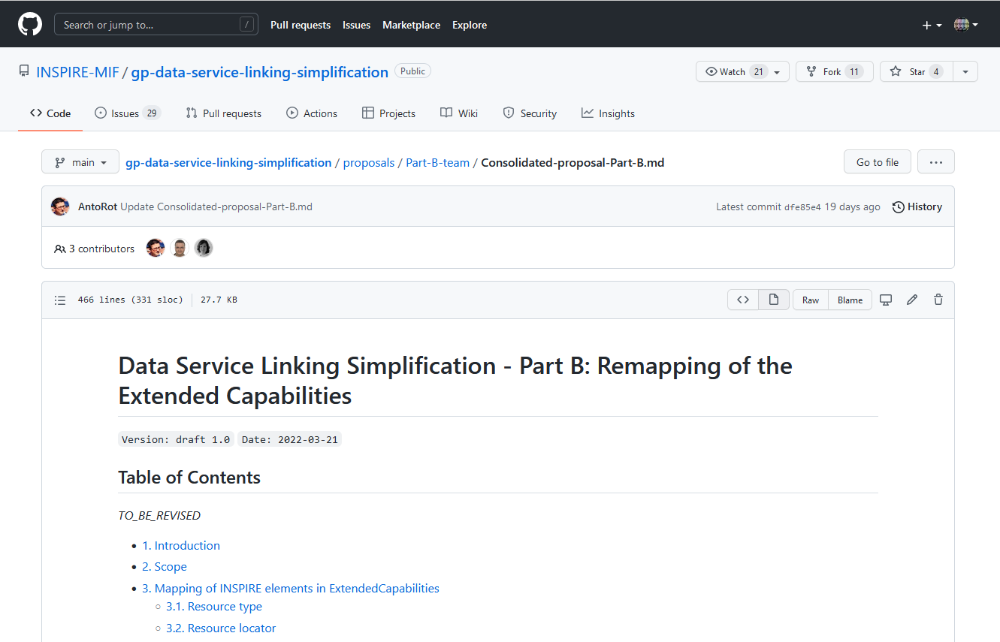 Search or jump to... / Pull requests Issues Marketplace Explore
INSPIRE-MIF / gp-data-service-linking-simplification Public Watch 21 Fork 11 Star 4
Code Issues 29 Pull requests Actions Projects Wiki Security Insights
main gp-data-service-linking-simplification / proposals / Part-B-team / Consolidated-proposal-Part-B.md Go to file ...
AntoRot Update Consolidated-proposal-Part-B.md Latest commit dfe85e4 19 days ago History
3 contributors
466 lines (331 sloc) 27.7 KB Raw Blame
Data Service Linking Simplification - Part B: Remapping of the
Extended Capabilities
Version: draft 1.0 Date: 2022-03-21
Table of Contents
TO_BE_REVISED
• 1. Introduction
• 2. Scope
• 3. Mapping of INSPIRE elements in ExtendedCapabilities
○ 3.1. Resource type
○ 3.2. Resource locator